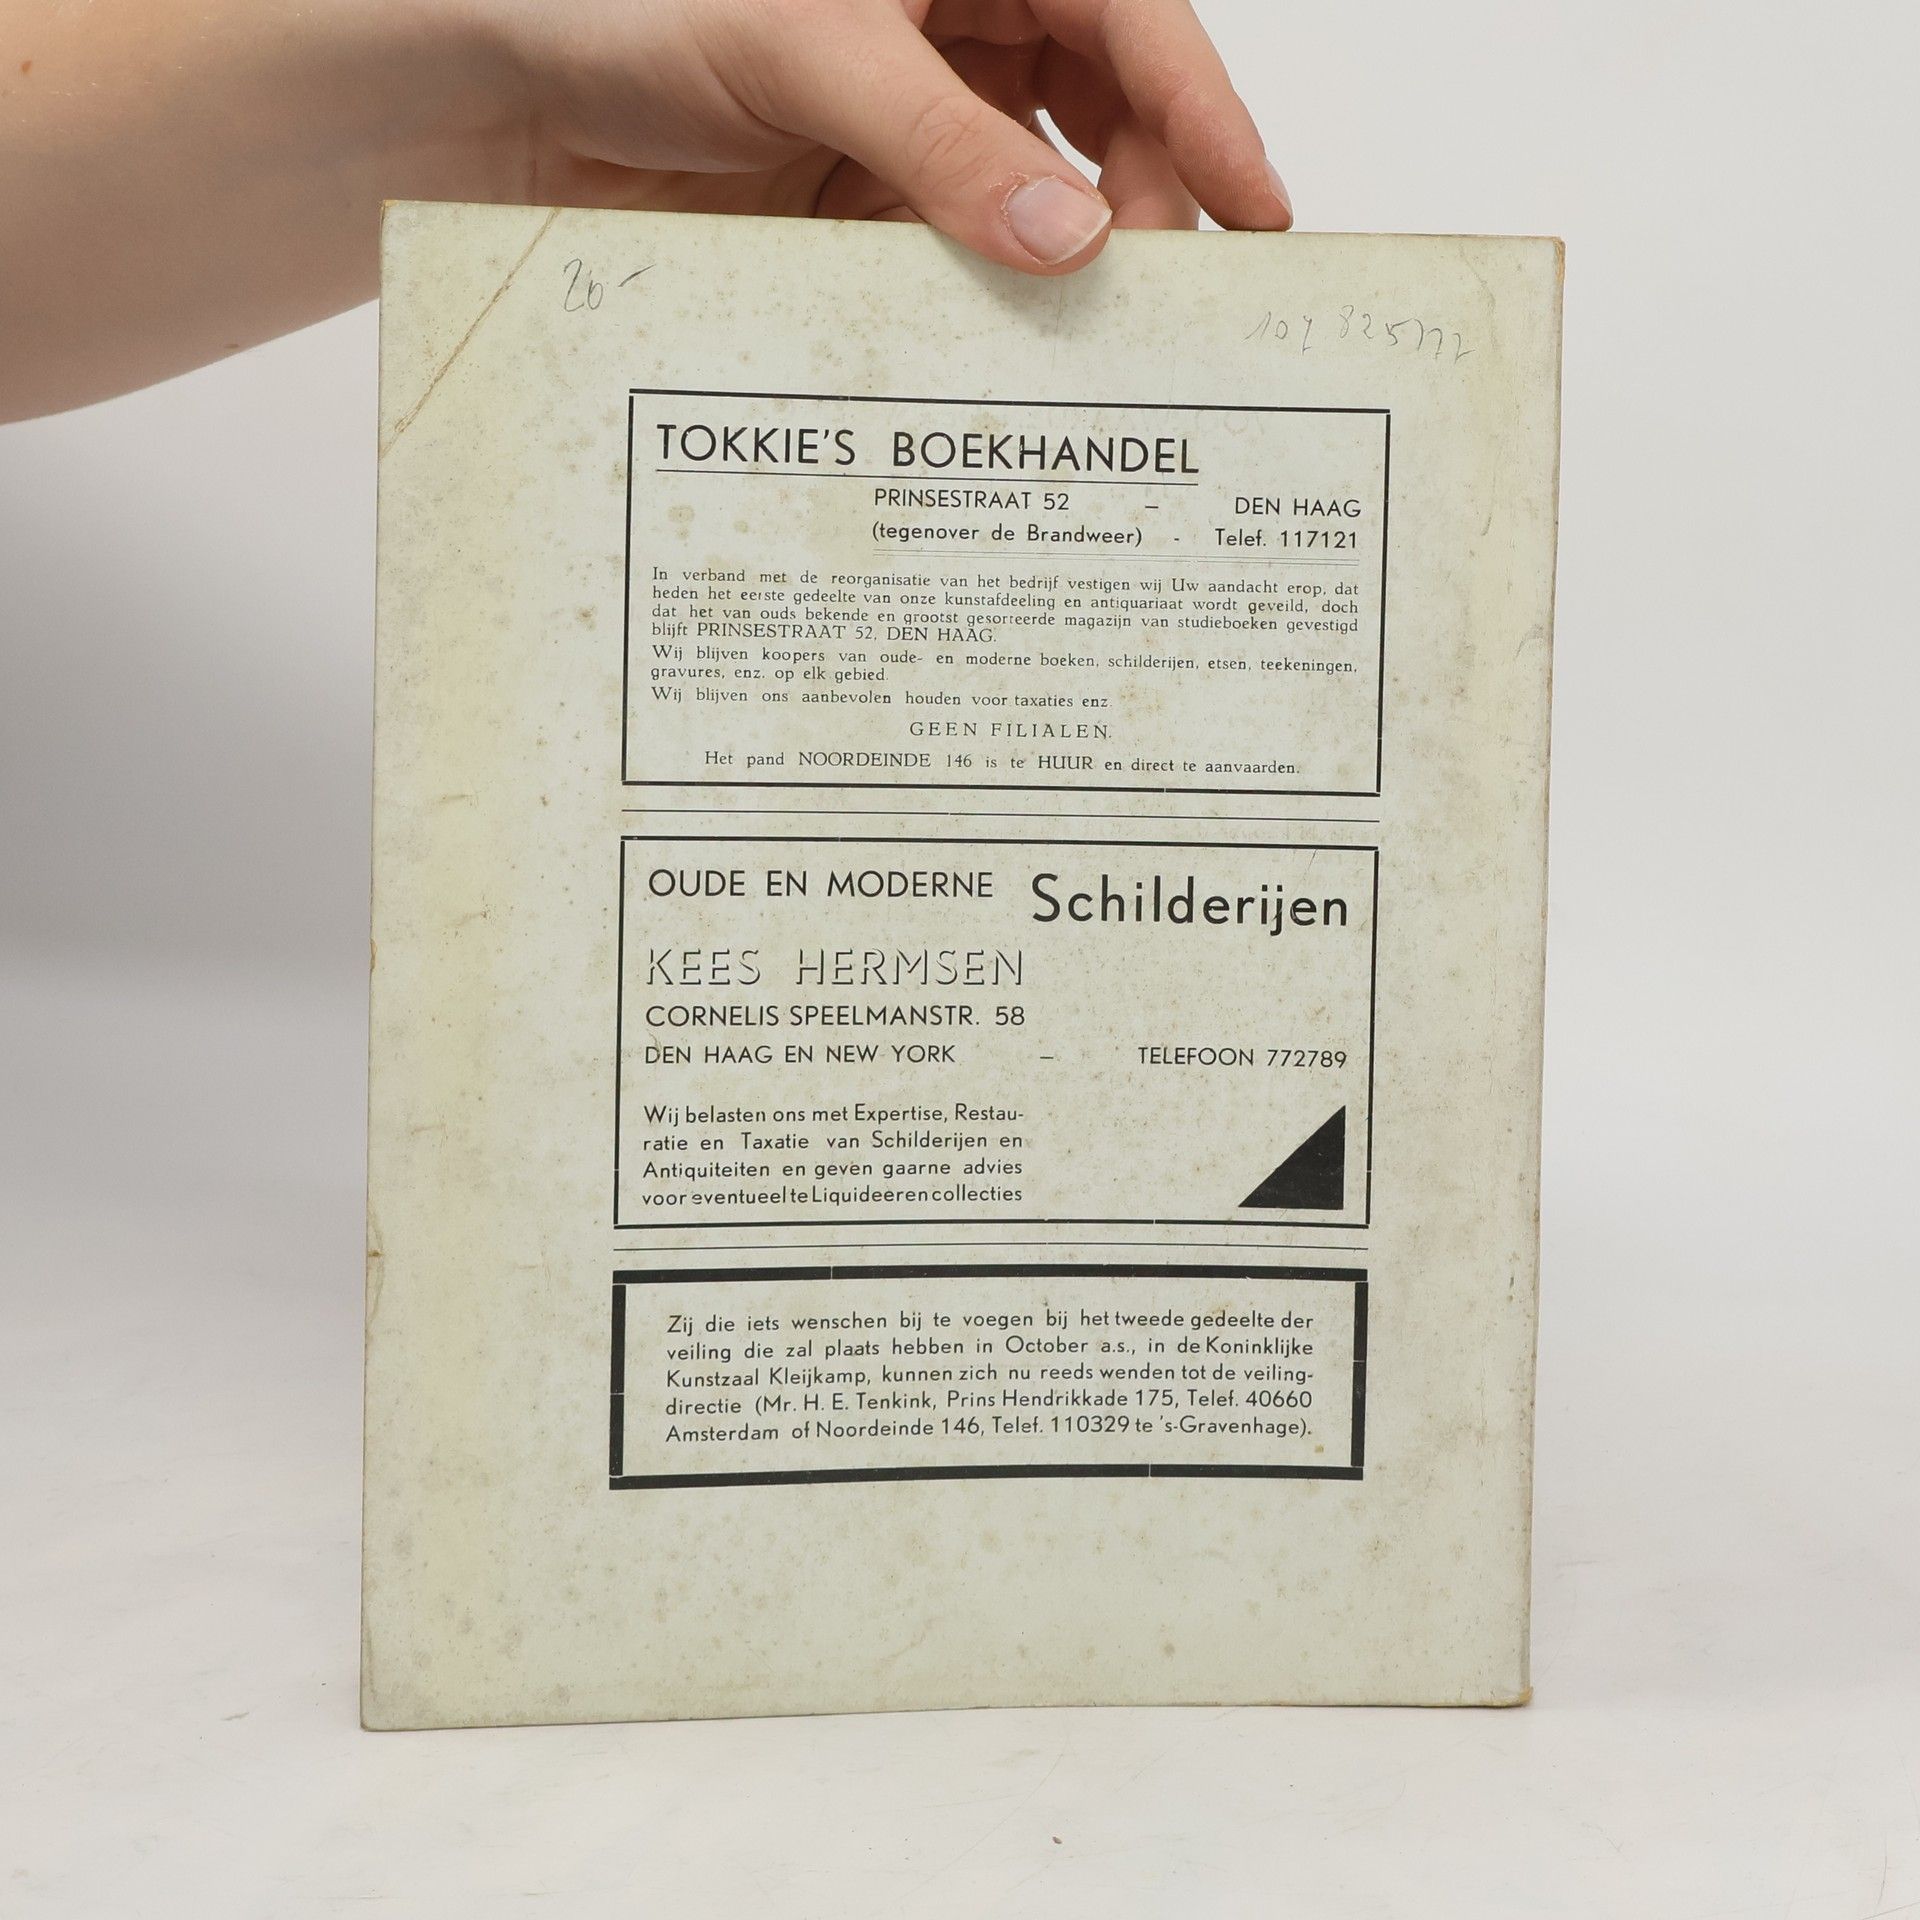 26-
107 825772
TOKKIE'S BOEKHANDEL
PRINSESTRAAT 52 – DEN HAAG
(tegenover de Brandweer) - Telef. 117121
In verband met de reorganisatie van het bedrijf vestigen wij Uw aandacht erop, dat
heden het eerste gedeelte van onze kunstafdeeling en antiquariaat wordt geveild, doch
dat het van ouds bekende en grootst gesorteerde magazijn van studieboeken gevestigd
blijft PRINSESTRAAT 52, DEN HAAG.
Wij blijven koopers van oude- en moderne boeken, schilderijen, etsen, teekeningen,
gravures, enz. op elk gebied.
Wij blijven ons aanbevolen houden voor taxaties enz.
GEEN FILIALEN.
Het pand NOORDEINDE 146 is te HUUR en direct te aanvaarden.
OUDE EN MODERNE Schilderijen
KEES HERMSEN
CORNELIS SPEELMANSTR. 58
DEN HAAG EN NEW YORK – TELEFOON 772789
Wij belasten ons met Expertise, Restau-
ratie en Taxatie van Schilderijen en
Antiquiteiten en geven gaarne advies
voor eventueel te Liquideeren collecties
Zij die iets wenschen bij te voegen bij het tweede gedeelte der
veiling die zal plaats hebben in October a.s., in de Koninklijke
Kunstzaal Kleijkamp, kunnen zich nu reeds wenden tot de veiling-
directie (Mr. H. E. Tenkink, Prins Hendrikkade 175, Telef. 40660
Amsterdam of Noordeinde 146, Telef. 110329 te 's-Gravenhage).